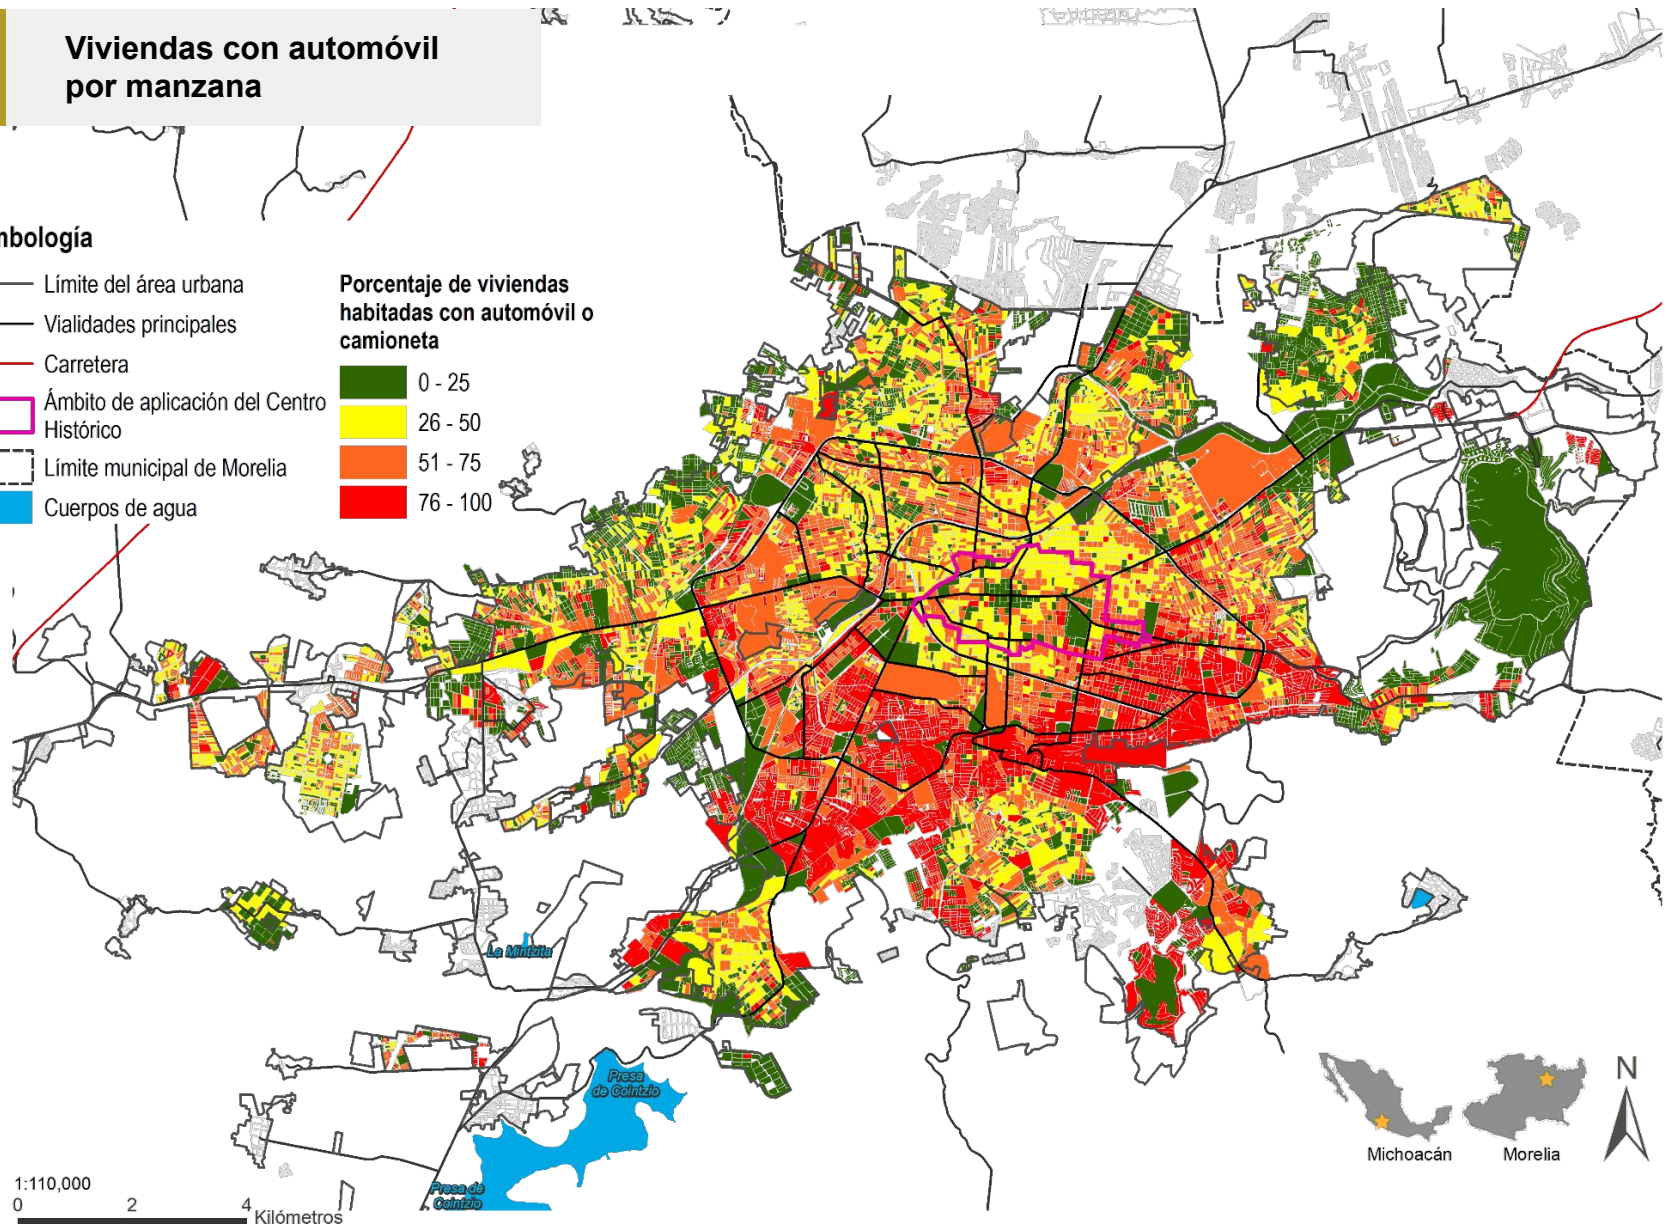 Viviendas con automóvil
por manzana
mbología
Límite del área urbana
Vialidades principales
Carretera
Ámbito de aplicación del Centro
Histórico
Límite municipal de Morelia
Cuerpos de agua
Porcentaje de viviendas
habitadas con automóvil o
camioneta
0 - 25
26 - 50
51 - 75
76 - 100
La Mintzita
Presa
de Cointzio
Presa de
Cointzio
Michoacán
Morelia
N
1:110,000
0 2 4
Kilómetros